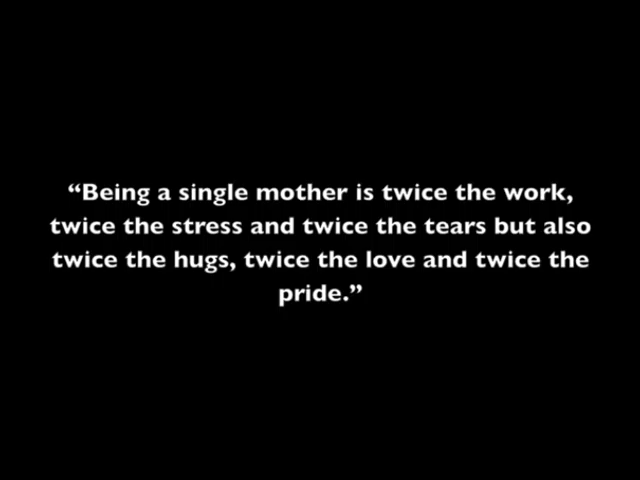 “Being a single mother is twice the work,
twice the stress and twice the tears but also
twice the hugs, twice the love and twice the
pride.”